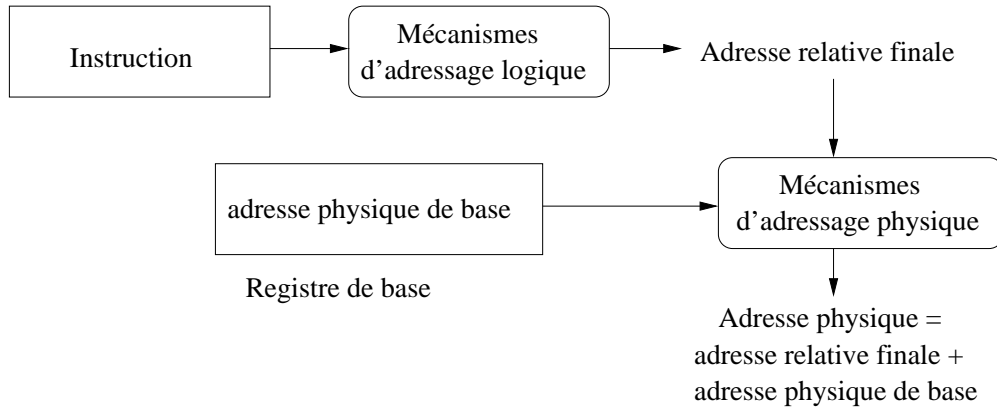 Instruction
Mécanismes
d’adressage logique
Adresse relative finale
adresse physique de base
Registre de base
Mécanismes
d’adressage physique
Adresse physique =
adresse relative finale +
adresse physique de base